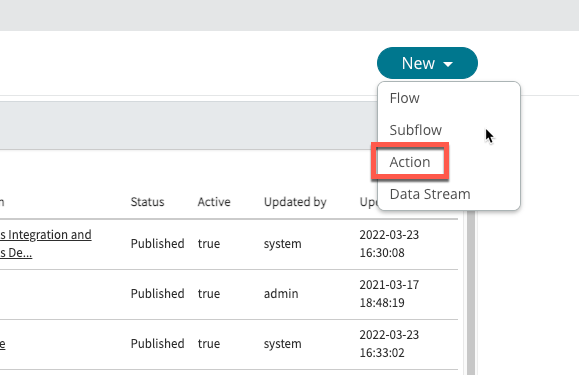 New
Flow
Subflow
Action
Data Stream
Status Active Updated by
s Integration and
s De...
Published true system 2022-03-23
16:30:08
Published true admin 2021-03-17
18:48:19
e Published true system 2022-03-23
16:33:02